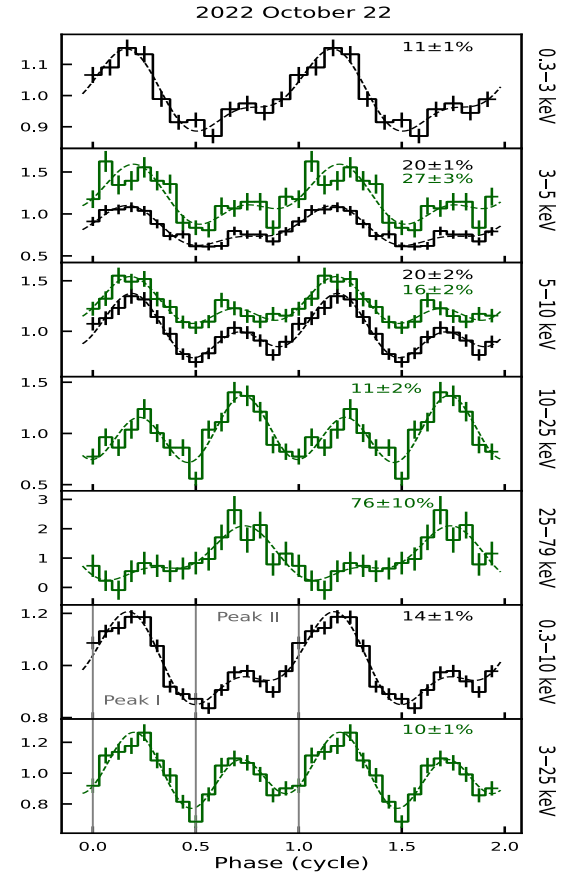 2022 October 22
11±1%
1.1
1.0
0.9
0.3−3 keV
20±1%
27±3%
1.5
1.0
0.5
3−5 keV
20±2%
16±2%
1.5
1.0
5−10 keV
11±2%
1.5
1.0
0.5
10−25 keV
76±10%
3
2
1
0
25−79 keV
14±1%
1.2
1.0
0.8
Peak II
Peak I
0.3−10 keV
10±1%
1.2
1.0
0.8
3−25 keV
0.0 0.5 1.0 1.5 2.0
Phase (cycle)